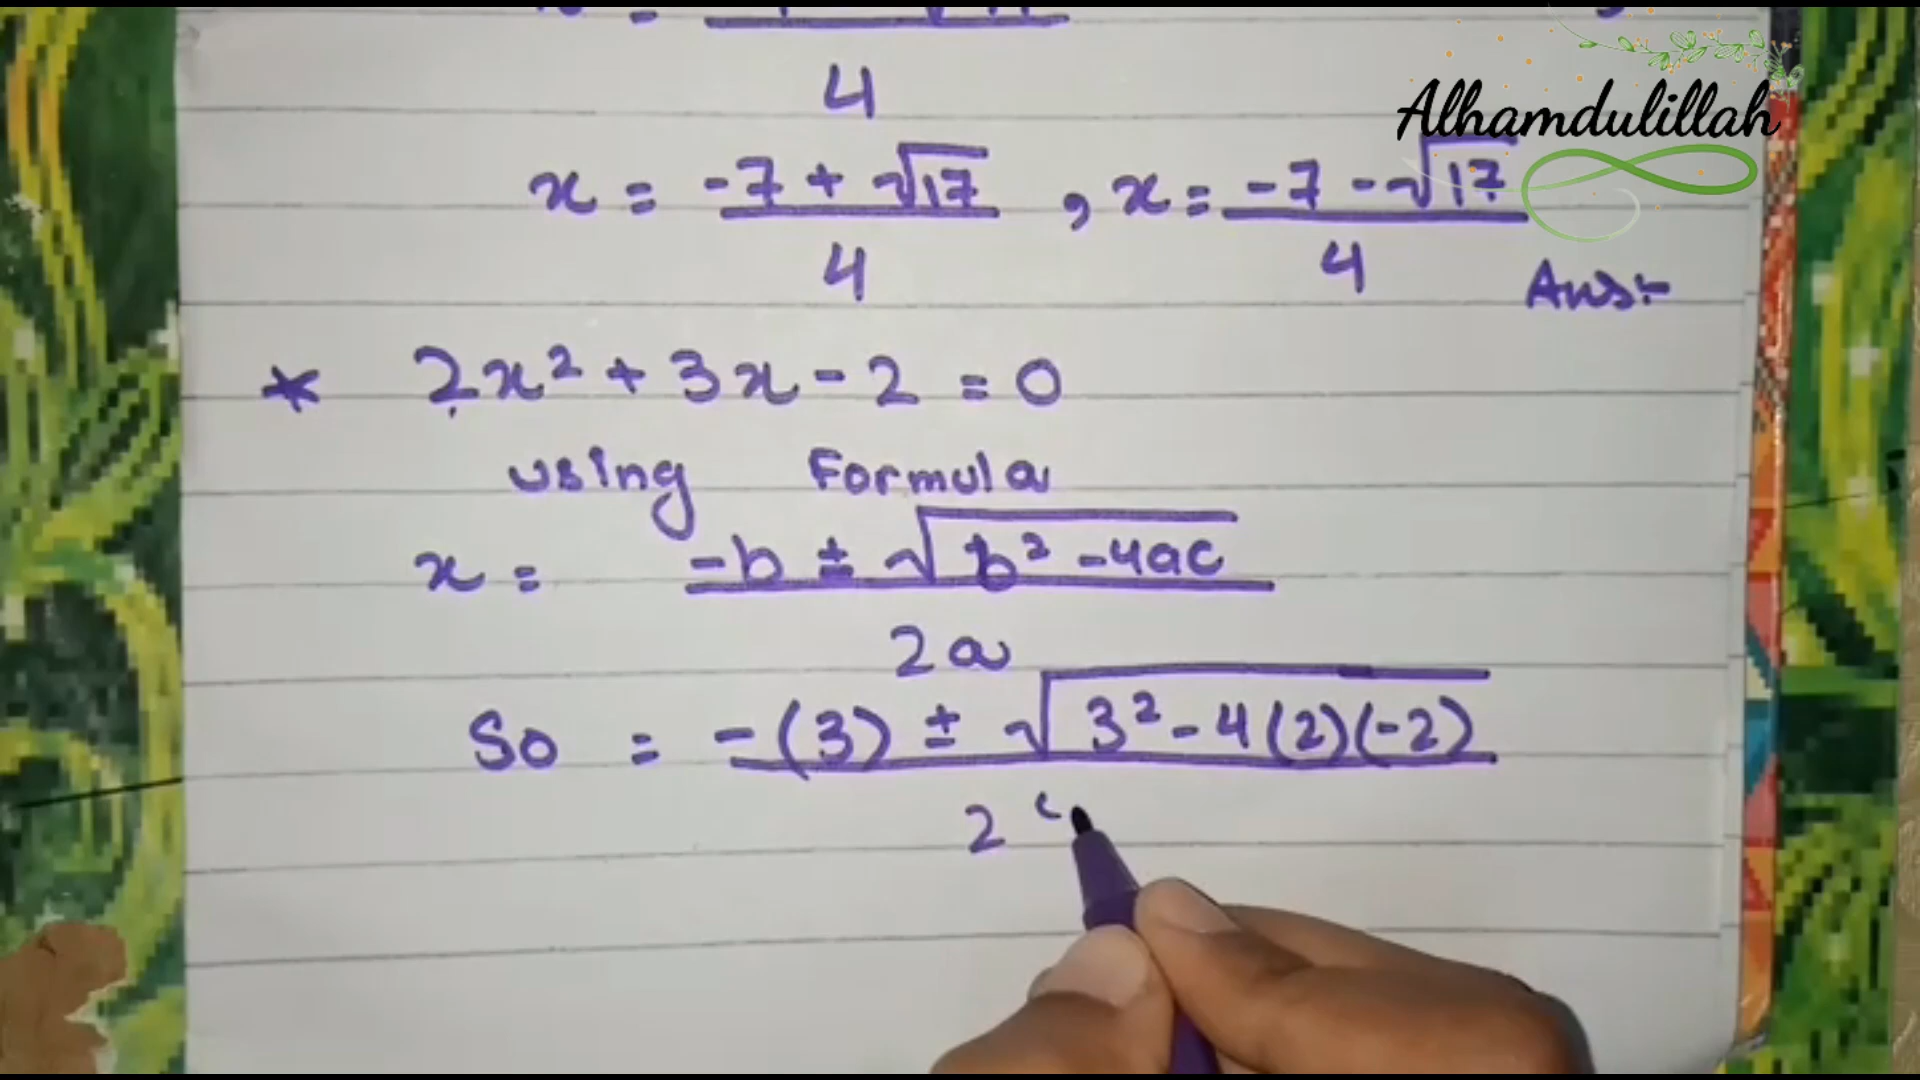 4
Alhamdulillah
x = -7 + √17 / 4 , x = -7 - √17 / 4
Ans:-
* 2x² + 3x - 2 = 0
using Formula
x = -b ± √b² - 4ac / 2a
So = -(3) ± √3² - 4(2)(-2) / 2 (